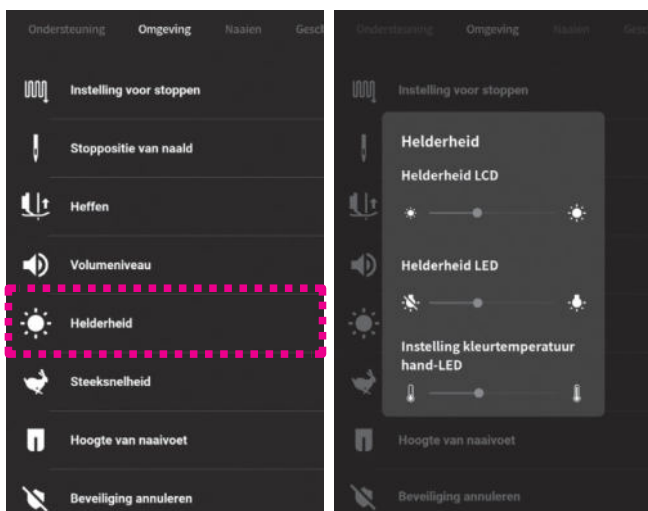 Ondersteuning Omgeving Naaien Gesch
Instelling voor stoppen
Stoppositie van naald
Heffen
Volumeniveau
Helderheid
Steeksnelheid
Hoogte van naaivoet
Beveiliging annuleren
Ondersteuning Omgeving Naaien Gesc
Instelling voor stoppen
Helderheid
Helderheid LCD
Helderheid LED
Instelling kleurtemperatuur
hand-LED
Hoogte van naaivoet
Beveiliging annuleren